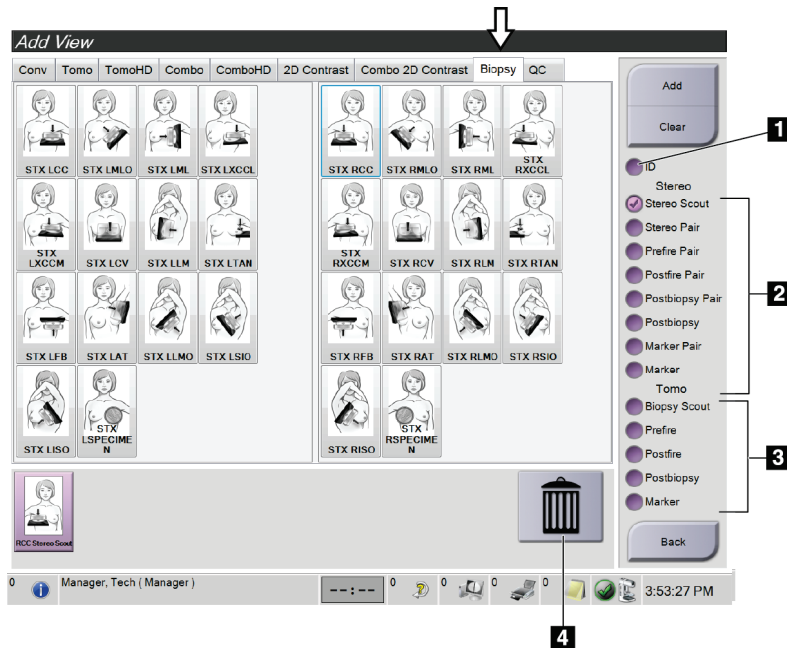 Add View
Conv Tomo TomoHD Combo ComboHD 2D Contrast Combo 2D Contrast Biopsy QC
STX LCC STX LMLO STX LML STX LXCCL
STX RCC STX RMLO STX RML STX
RXCCL
STX
LXCCM STX LCV STX LLM STX LTAN
STX
RXCCM STX RCV STX RLM STX RTAN
STX LFB STX LAT STX LLMO STX LSIO
STX RFB STX RAT STX RLMO STX RSIO
STX LISO STX
LSPECIME
N
STX RISO STX
RSPECIME
N
Add
Clear
1
ID
Stereo
Stereo Scout
Stereo Pair
Prefire Pair
Postfire Pair
Postbiopsy Pair
Postbiopsy
Marker Pair
Marker
2
Tomo
Biopsy Scout
Prefire
Postfire
Postbiopsy
Marker
3
Back
RCC Stereo Scout
0 Manager, Tech ( Manager ) --:-- 0 0 0 0 3:53:27 PM
4